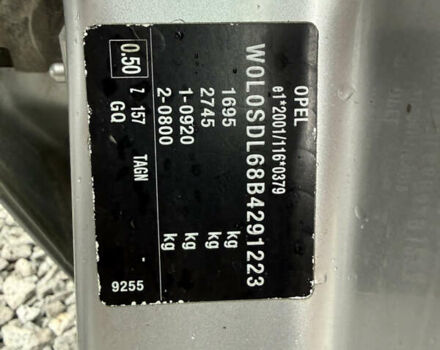 OPEL
e1*2001/116*0379
W0L0SDL68B4291223
1695 kg
2745 kg
1-0920 kg
2-0800 kg
0.50 Z 157 TAGN
GQ 9255